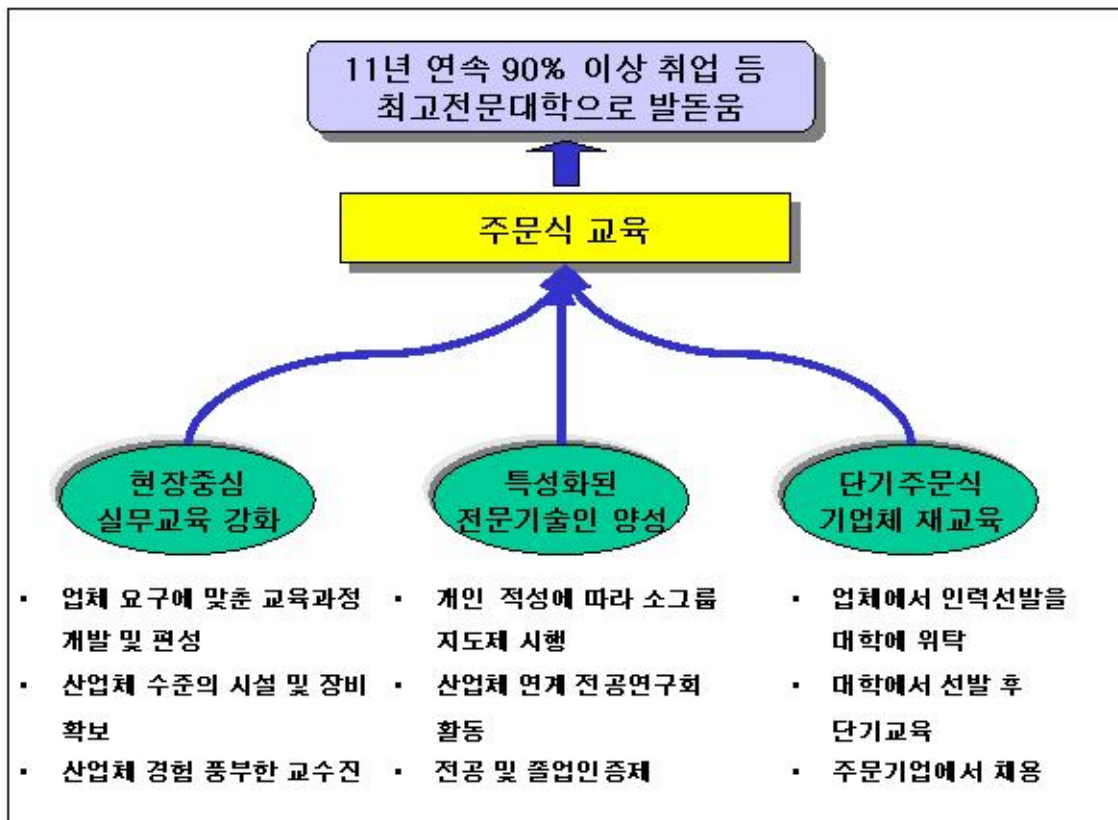 11년 연속 90% 이상 취업 등
최고전문대학으로 발돋움
주문식 교육
현장중심
실무교육 강화
특성화된
전문기술인 양성
단기주문식
기업체 재교육
▪ 업체 요구에 맞춘 교육과정
개발 및 편성
▪ 산업체 수준의 시설 및 장비
확보
▪ 산업체 경험 풍부한 교수진
▪ 개인 적성에 따라 소그룹
지도제 시행
▪ 산업체 연계 전공연구회
활동
▪ 전공 및 졸업인증제
▪ 업체에서 인력선발을
대학에 위탁
▪ 대학에서 선발 후
단기교육
▪ 주문기업에서 채용